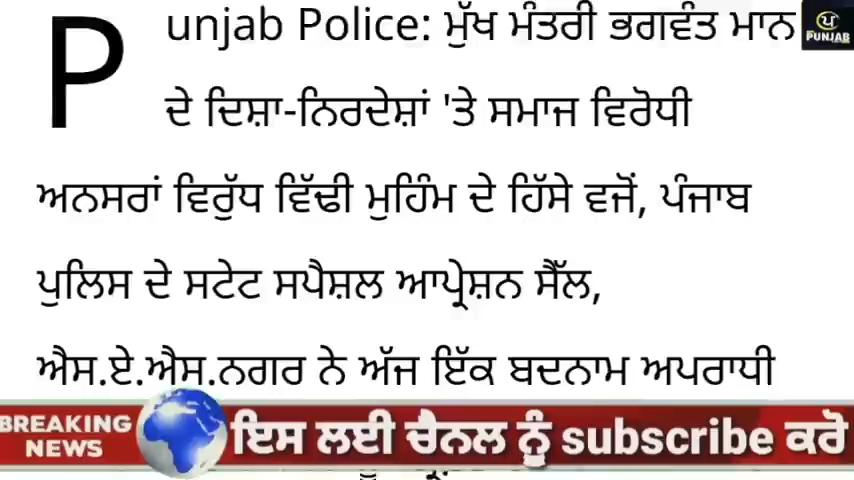 Punjab Police: ਮੁੱਖ ਮੰਤਰੀ ਭਗਵੰਤ ਮਾਨ
ਦੇ ਦਿਸ਼ਾ-ਨਿਰਦੇਸ਼ਾਂ 'ਤੇ ਸਮਾਜ ਵਿਰੋਧੀ
ਅਨਸਰਾਂ ਵਿਰੁੱਧ ਵਿੱਢੀ ਮੁਹਿੰਮ ਦੇ ਹਿੱਸੇ ਵਜੋਂ, ਪੰਜਾਬ
ਪੁਲਿਸ ਦੇ ਸਟੇਟ ਸਪੈਸ਼ਲ ਆਪ੍ਰੇਸ਼ਨ ਸੈੱਲ,
ਐਸ.ਏ.ਐਸ.ਨਗਰ ਨੇ ਅੱਜ ਇੱਕ ਬਦਨਾਮ ਅਪਰਾਧੀ
ਪ
PUNJAB
BREAKING
NEWS
ਇਸ ਲਈ ਚੈਨਲ ਨੂੰ subscribe ਕਰੋ